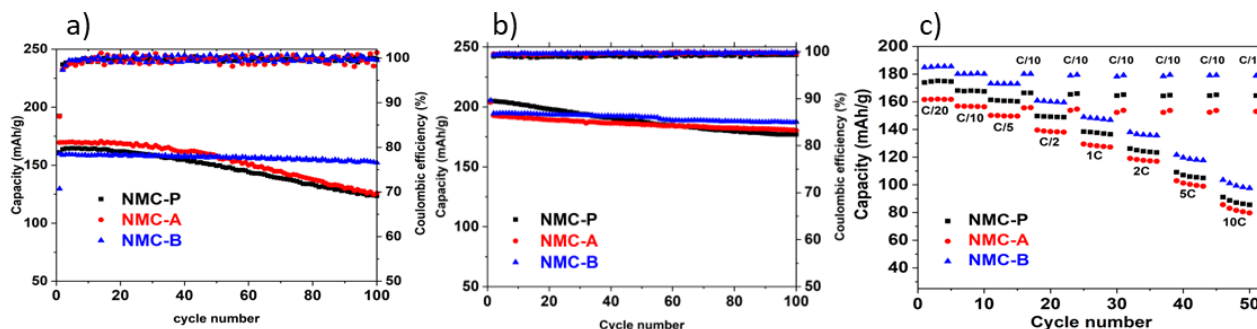 a)
250
200
150
100
50
Capacity (mAh/g)
100
90
80
70
60
50
Coulombic efficiency (%)
NMC-P
NMC-A
NMC-B
0 20 40 60 80 100
cycle number
b)
250
200
150
100
50
Capacity (mAh/g)
100
90
80
70
60
50
Coulombic efficiency (%)
NMC-P
NMC-A
NMC-B
0 20 40 60 80 100
Cycle number
c)
200
180
160
140
120
100
80
60
40
Capacity (mAh/g)
C/10 C/10 C/10 C/10 C/10 C/1
C/20
C/10
C/5
C/2
1C
2C
5C
10C
NMC-P
NMC-A
NMC-B
0 10 20 30 40 50
Cycle number